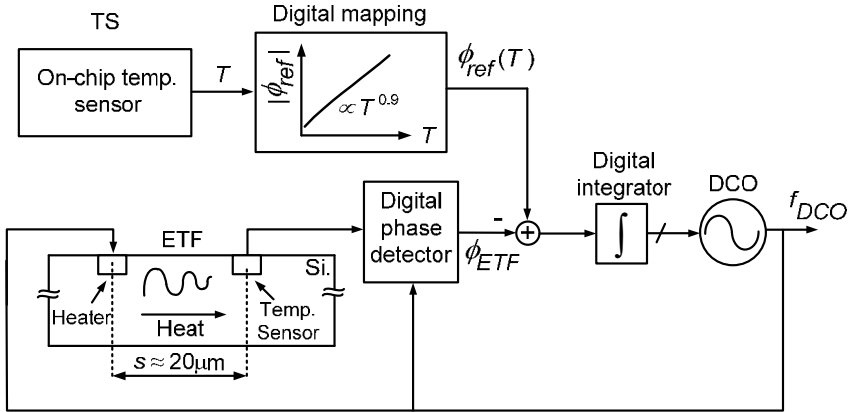 TS
Digital mapping
On-chip temp.
sensor
T
|ϕref|
∝T0.9
T
ϕref(T)
Digital
integrator
DCO
fDCO
Digital
phase
detector
-
+
ϕETF
∫
ETF
Si.
Heater
Heat
Temp.
Sensor
s ≈ 20μm